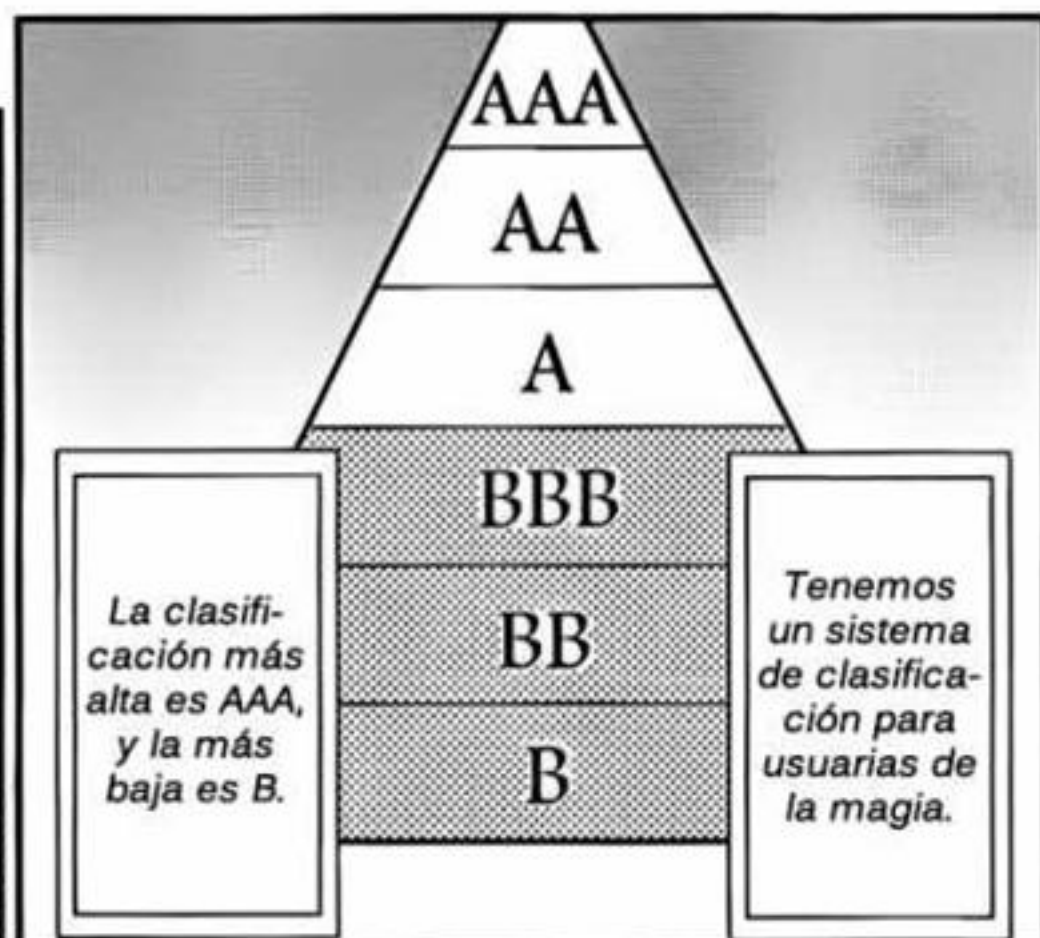 AAA
AA
A
BBB
BB
B
Tenemos
un sistema
de clasifica-
ción para
usuarias de
la magia.
La clasifi-
cación más
alta es AAA,
y la más
baja es B.